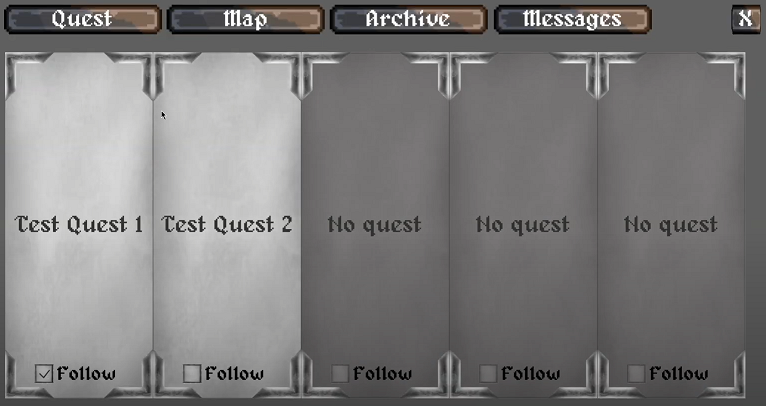 Quest
Map
Archive
Messages
X
Test Quest 1
Test Quest 2
No quest
No quest
No quest
Follow
Follow
Follow
Follow
Follow